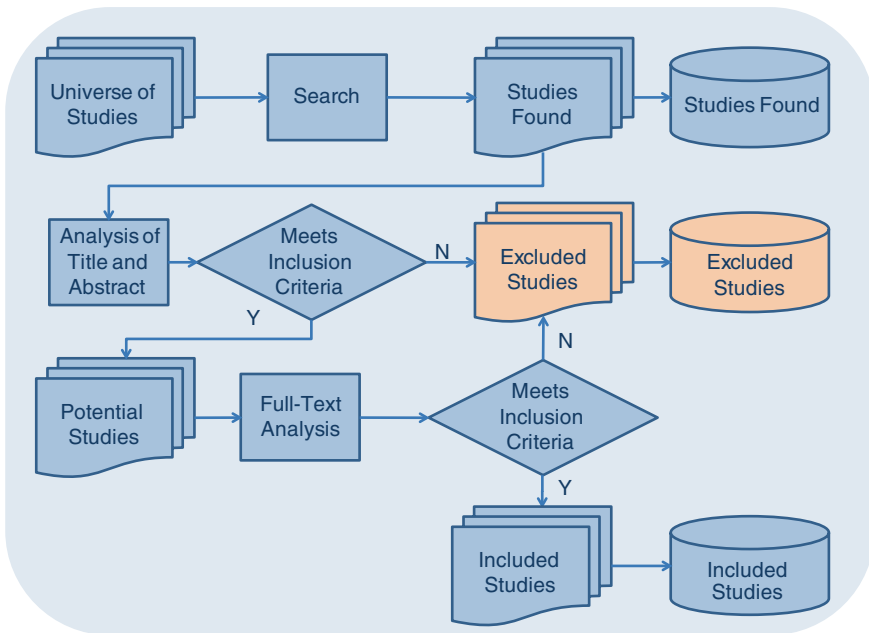 Universe of
Studies
Search
Studies
Found
Studies Found
Analysis of
Title and
Abstract
Meets
Inclusion
Criteria
N
Excluded
Studies
Excluded
Studies
Y
N
Potential
Studies
Full-Text
Analysis
Meets
Inclusion
Criteria
Y
Included
Studies
Included
Studies